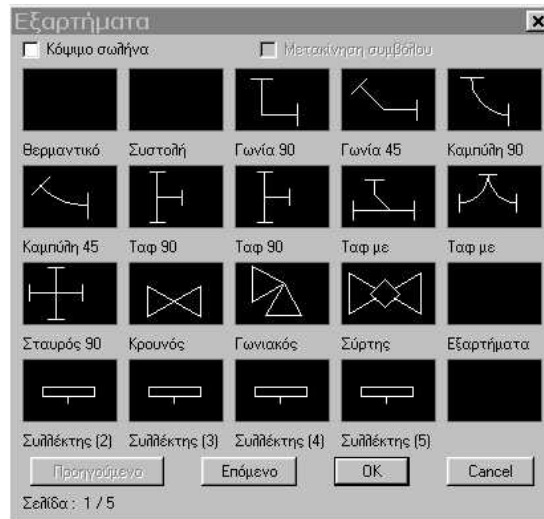 Εξαρτήματα
Κόψιμο σωλήνα Μετακίνηση συμβόλου
Θερμαντικό Συστολή Γωνία 90 Γωνία 45 Καμπύλη 90
Καμπύλη 45 Ταφ 90 Ταφ 90 Ταφ με Ταφ με
Σταυρός 90 Κρουνός Γωνιακός Σύρτης Εξαρτήματα
Συλλέκτης (2) Συλλέκτης (3) Συλλέκτης (4) Συλλέκτης (5)
Προηγούμενο Επόμενο OK Cancel
Σελίδα : 1 / 5